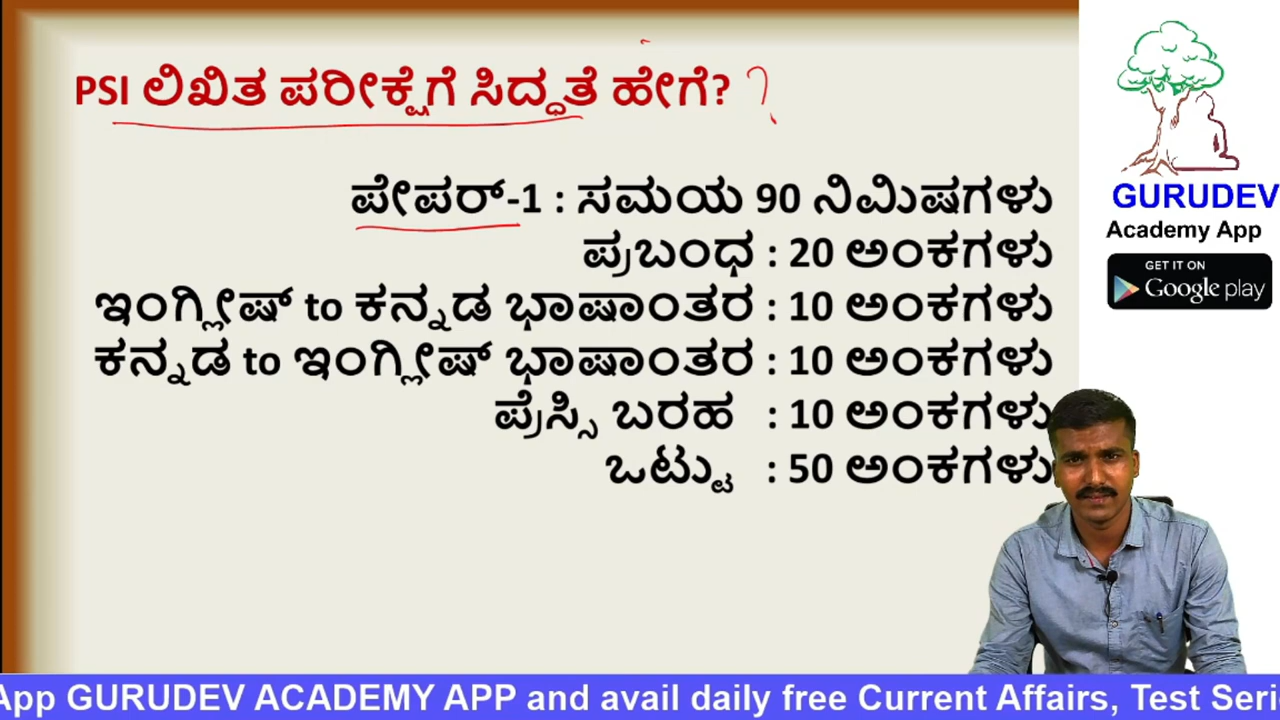 PSI ಲಿಖಿತ ಪರೀಕ್ಷೆಗೆ ಸಿದ್ಧತೆ ಹೇಗೆ? ?
ಪೇಪರ್-1 : ಸಮಯ 90 ನಿಮಿಷಗಳು
ಪ್ರಬಂಧ : 20 ಅಂಕಗಳು
ಇಂಗ್ಲೀಷ್ to ಕನ್ನಡ ಭಾಷಾಂತರ : 10 ಅಂಕಗಳು
ಕನ್ನಡ to ಇಂಗ್ಲೀಷ್ ಭಾಷಾಂತರ : 10 ಅಂಕಗಳು
ಪ್ರೆಸ್ಸಿ ಬರಹ : 10 ಅಂಕಗಳು
ಒಟ್ಟು : 50 ಅಂಕಗಳು
GURUDEV
Academy App
GET IT ON
Google play
App GURUDEV ACADEMY APP and avail daily free Current Affairs, Test Seri